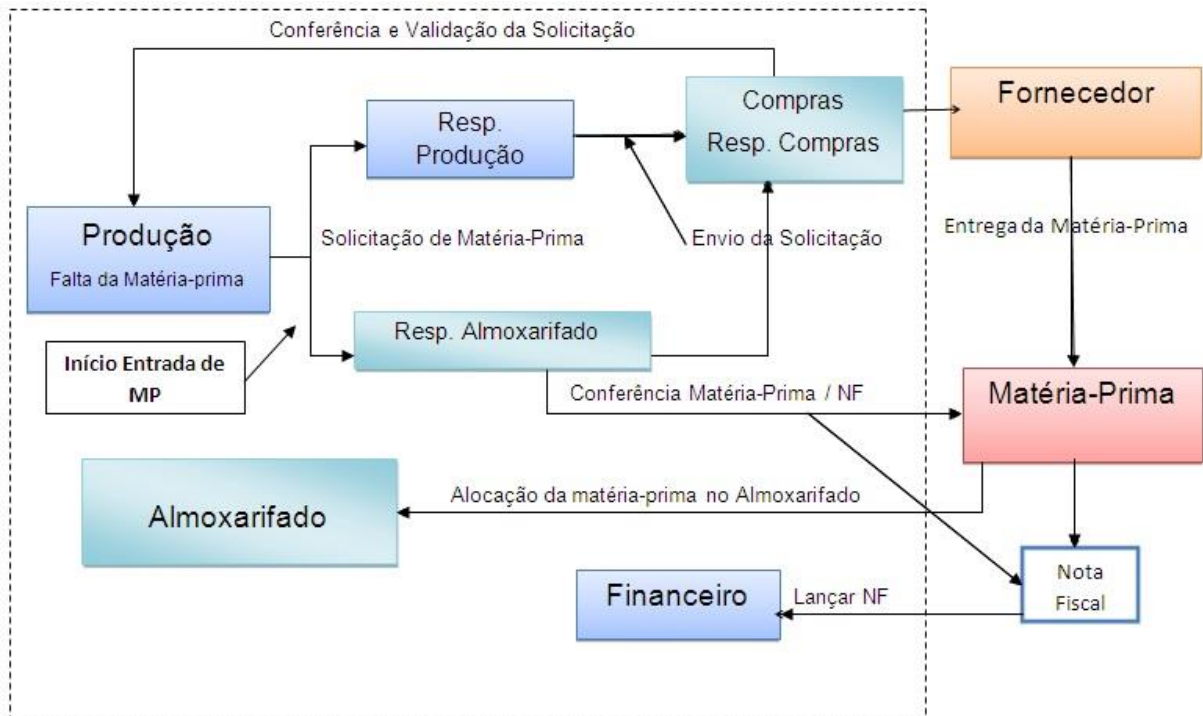 Conferência e Validação da Solicitação
Compras
Resp. Compras
Fornecedor
Resp.
Produção
Produção
Falta da Matéria-prima
Solicitação de Matéria-Prima
Envio da Solicitação
Entrega da Matéria-Prima
Resp. Almoxarifado
Início Entrada de
MP
Conferência Matéria-Prima / NF
Matéria-Prima
Alocação da matéria-prima no Almoxarifado
Almoxarifado
Nota
Fiscal
Financeiro
Lançar NF